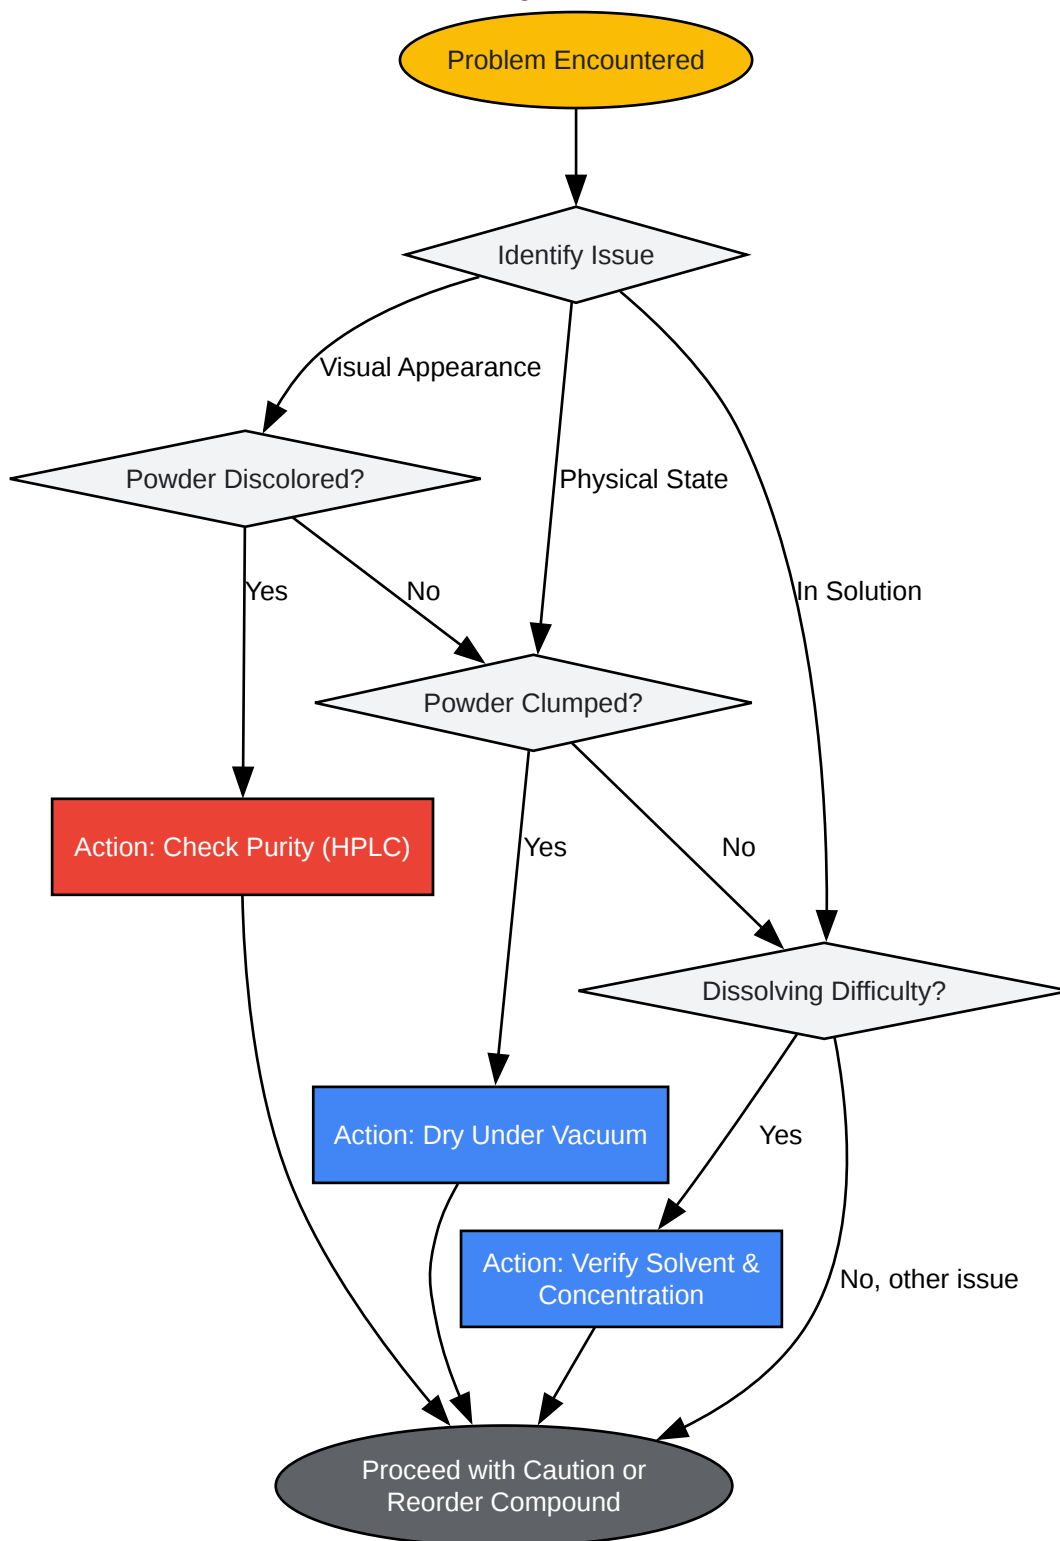 Problem Encountered
Identify Issue
Visual Appearance
Powder Discolored?
Physical State
Yes
No
In Solution
Powder Clumped?
Action: Check Purity (HPLC)
Yes
No
Dissolving Difficulty?
Action: Dry Under Vacuum
Yes
Action: Verify Solvent &
Concentration
No, other issue
Proceed with Caution or
Reorder Compound